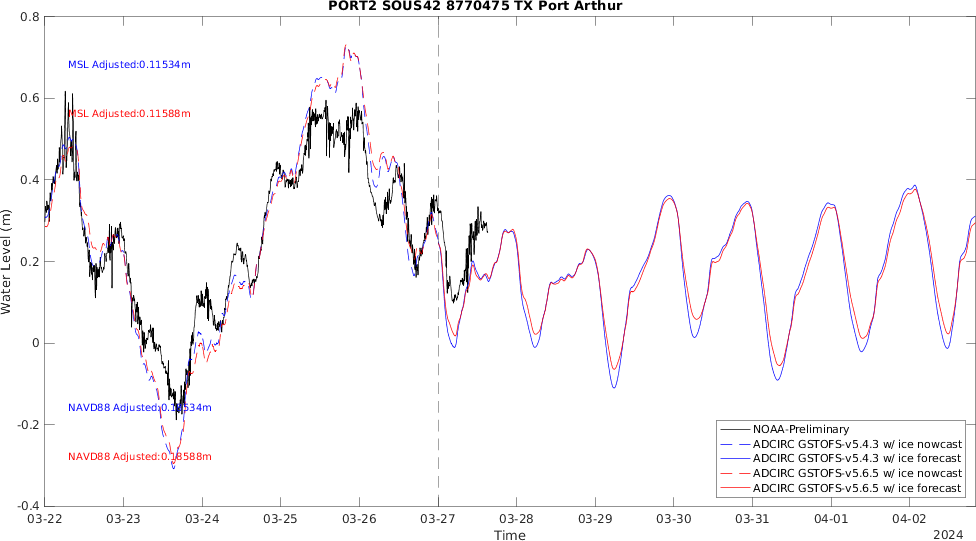 PORT2 SOUS42 8770475 TX Port Arthur
0.8
0.6
0.4
0.2
0
-0.2
-0.4
Water Level (m)
MSL Adjusted:0.11534m
MSL Adjusted:0.11588m
NAVD88 Adjusted:0.18534m
NAVD88 Adjusted:0.18588m
NOAA-Preliminary
ADCIRC GSTOFS-v5.4.3 w/ ice nowcast
ADCIRC GSTOFS-v5.4.3 w/ ice forecast
ADCIRC GSTOFS-v5.6.5 w/ ice nowcast
ADCIRC GSTOFS-v5.6.5 w/ ice forecast
03-22 03-23 03-24 03-25 03-26 03-27 03-28 03-29 03-30 03-31 04-01 04-02
Time
2024